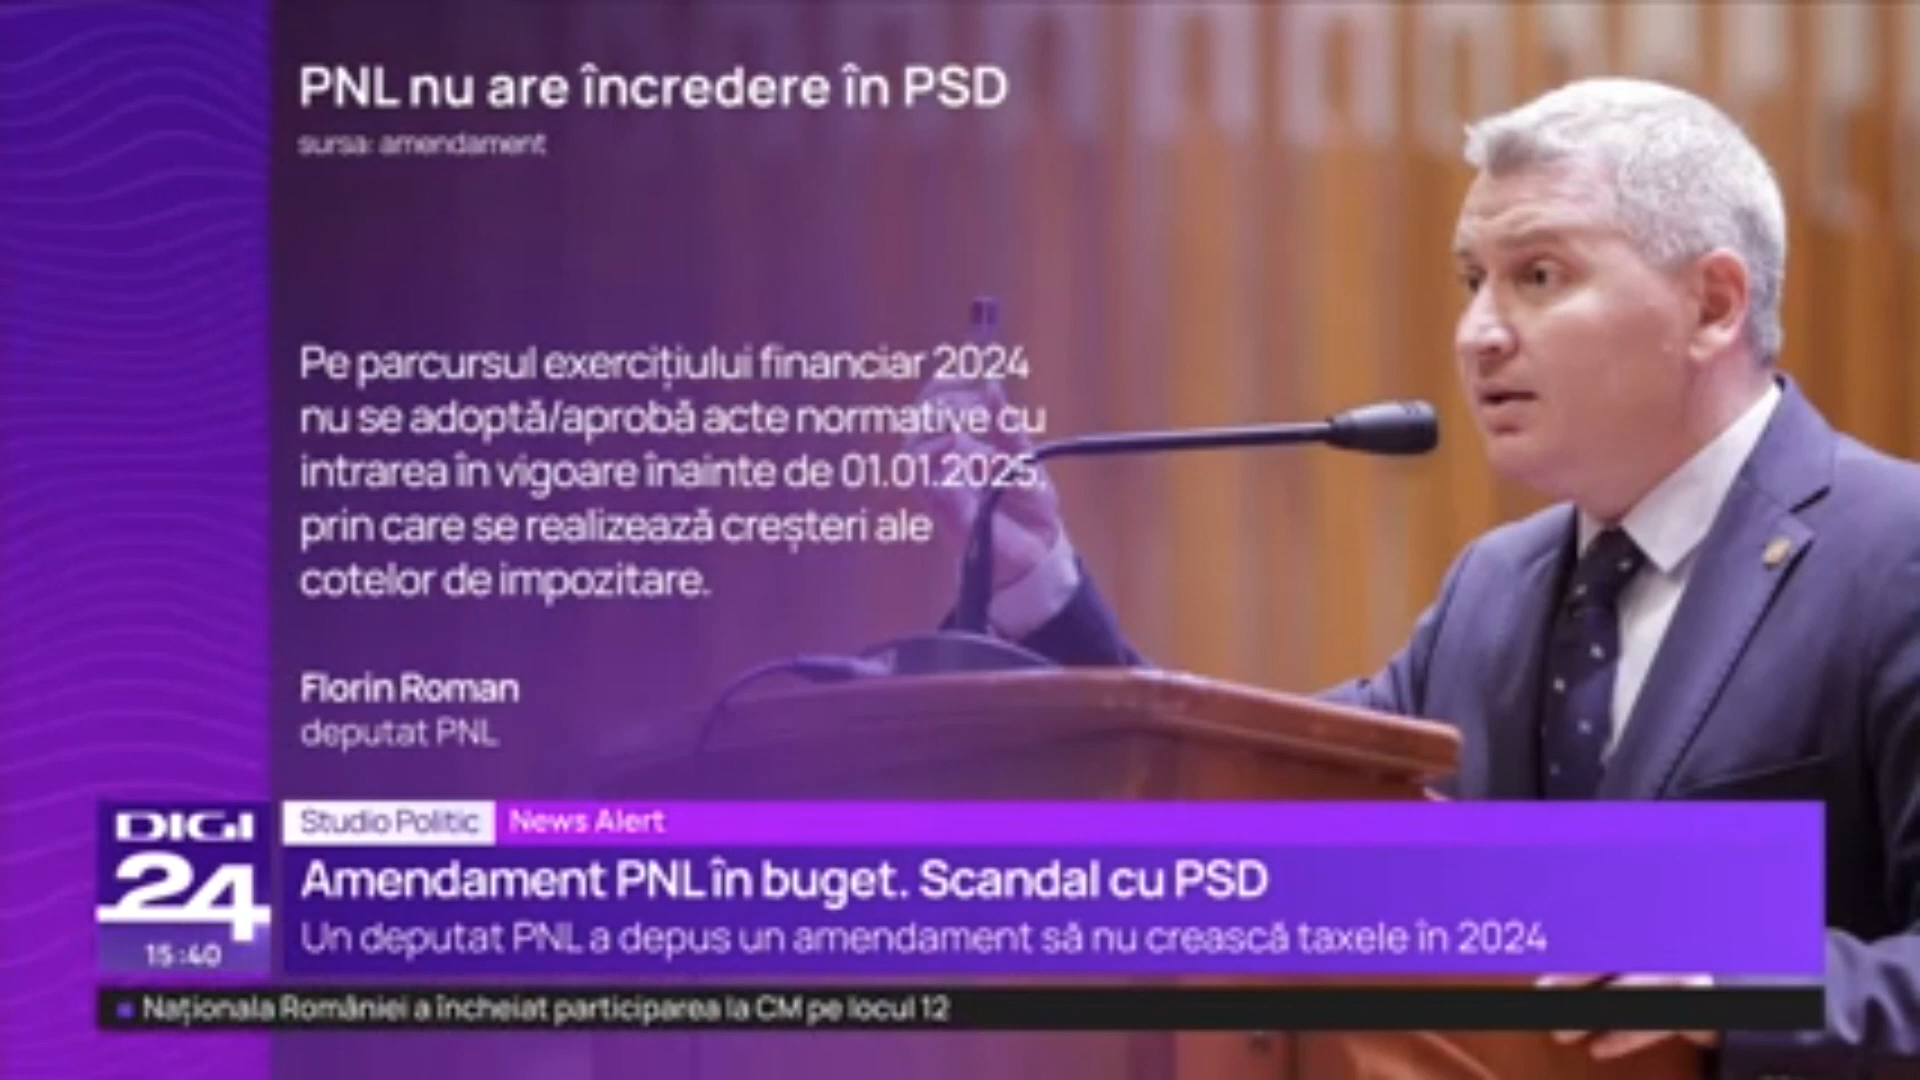 PNL nu are încredere în PSD
sursa: amendament
Pe parcursul exercițiului financiar 2024
nu se adoptă/aprobă acte normative cu
intrarea în vigoare înainte de 01.01.2025,
prin care se realizează creșteri ale
cotelor de impozitare.
Florin Roman
deputat PNL
DIGI
24
15:40
Studio Politic
News Alert
Amendament PNL în buget. Scandal cu PSD
Un deputat PNL a depus un amendament să nu crească taxele în 2024
Naționala României a încheiat participarea la CM pe locul 12